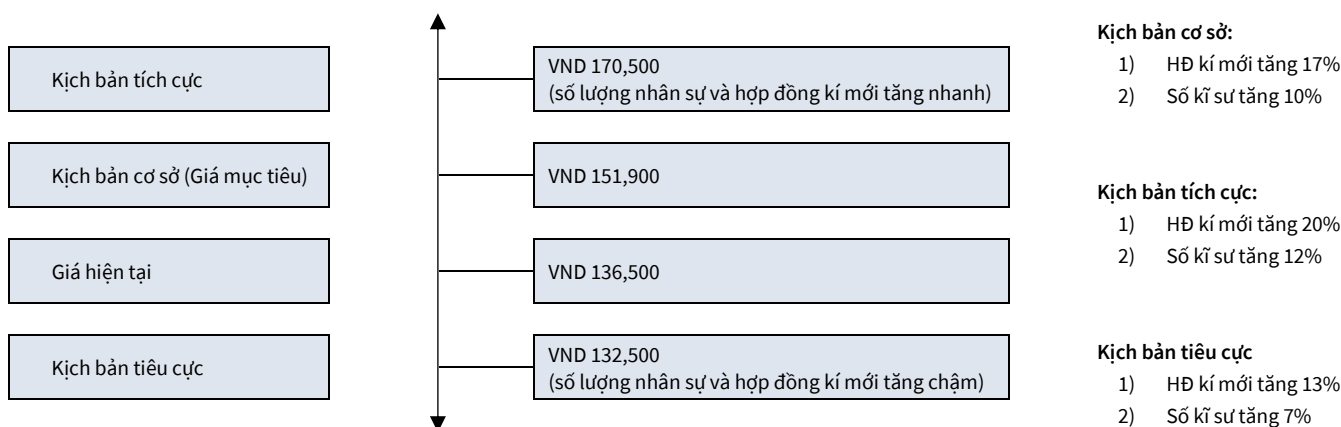 Kịch bản tích cực
VND 170,500
(số lượng nhân sự và hợp đồng kí mới tăng nhanh)
Kịch bản cơ sở (Giá mục tiêu)
VND 151,900
Giá hiện tại
VND 136,500
Kịch bản tiêu cực
VND 132,500
(số lượng nhân sự và hợp đồng kí mới tăng chậm)
Kịch bản cơ sở:
1) HĐ kí mới tăng 17%
2) Số kĩ sư tăng 10%
Kịch bản tích cực:
1) HĐ kí mới tăng 20%
2) Số kĩ sư tăng 12%
Kịch bản tiêu cực
1) HĐ kí mới tăng 13%
2) Số kĩ sư tăng 7%